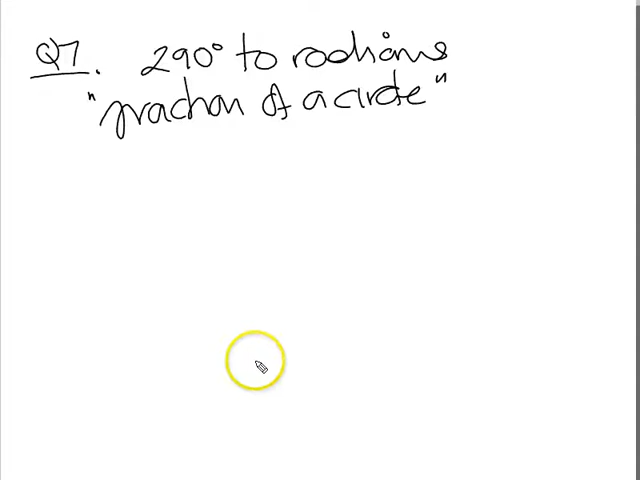 Q7. 290° to radians
"fraction of a circle"